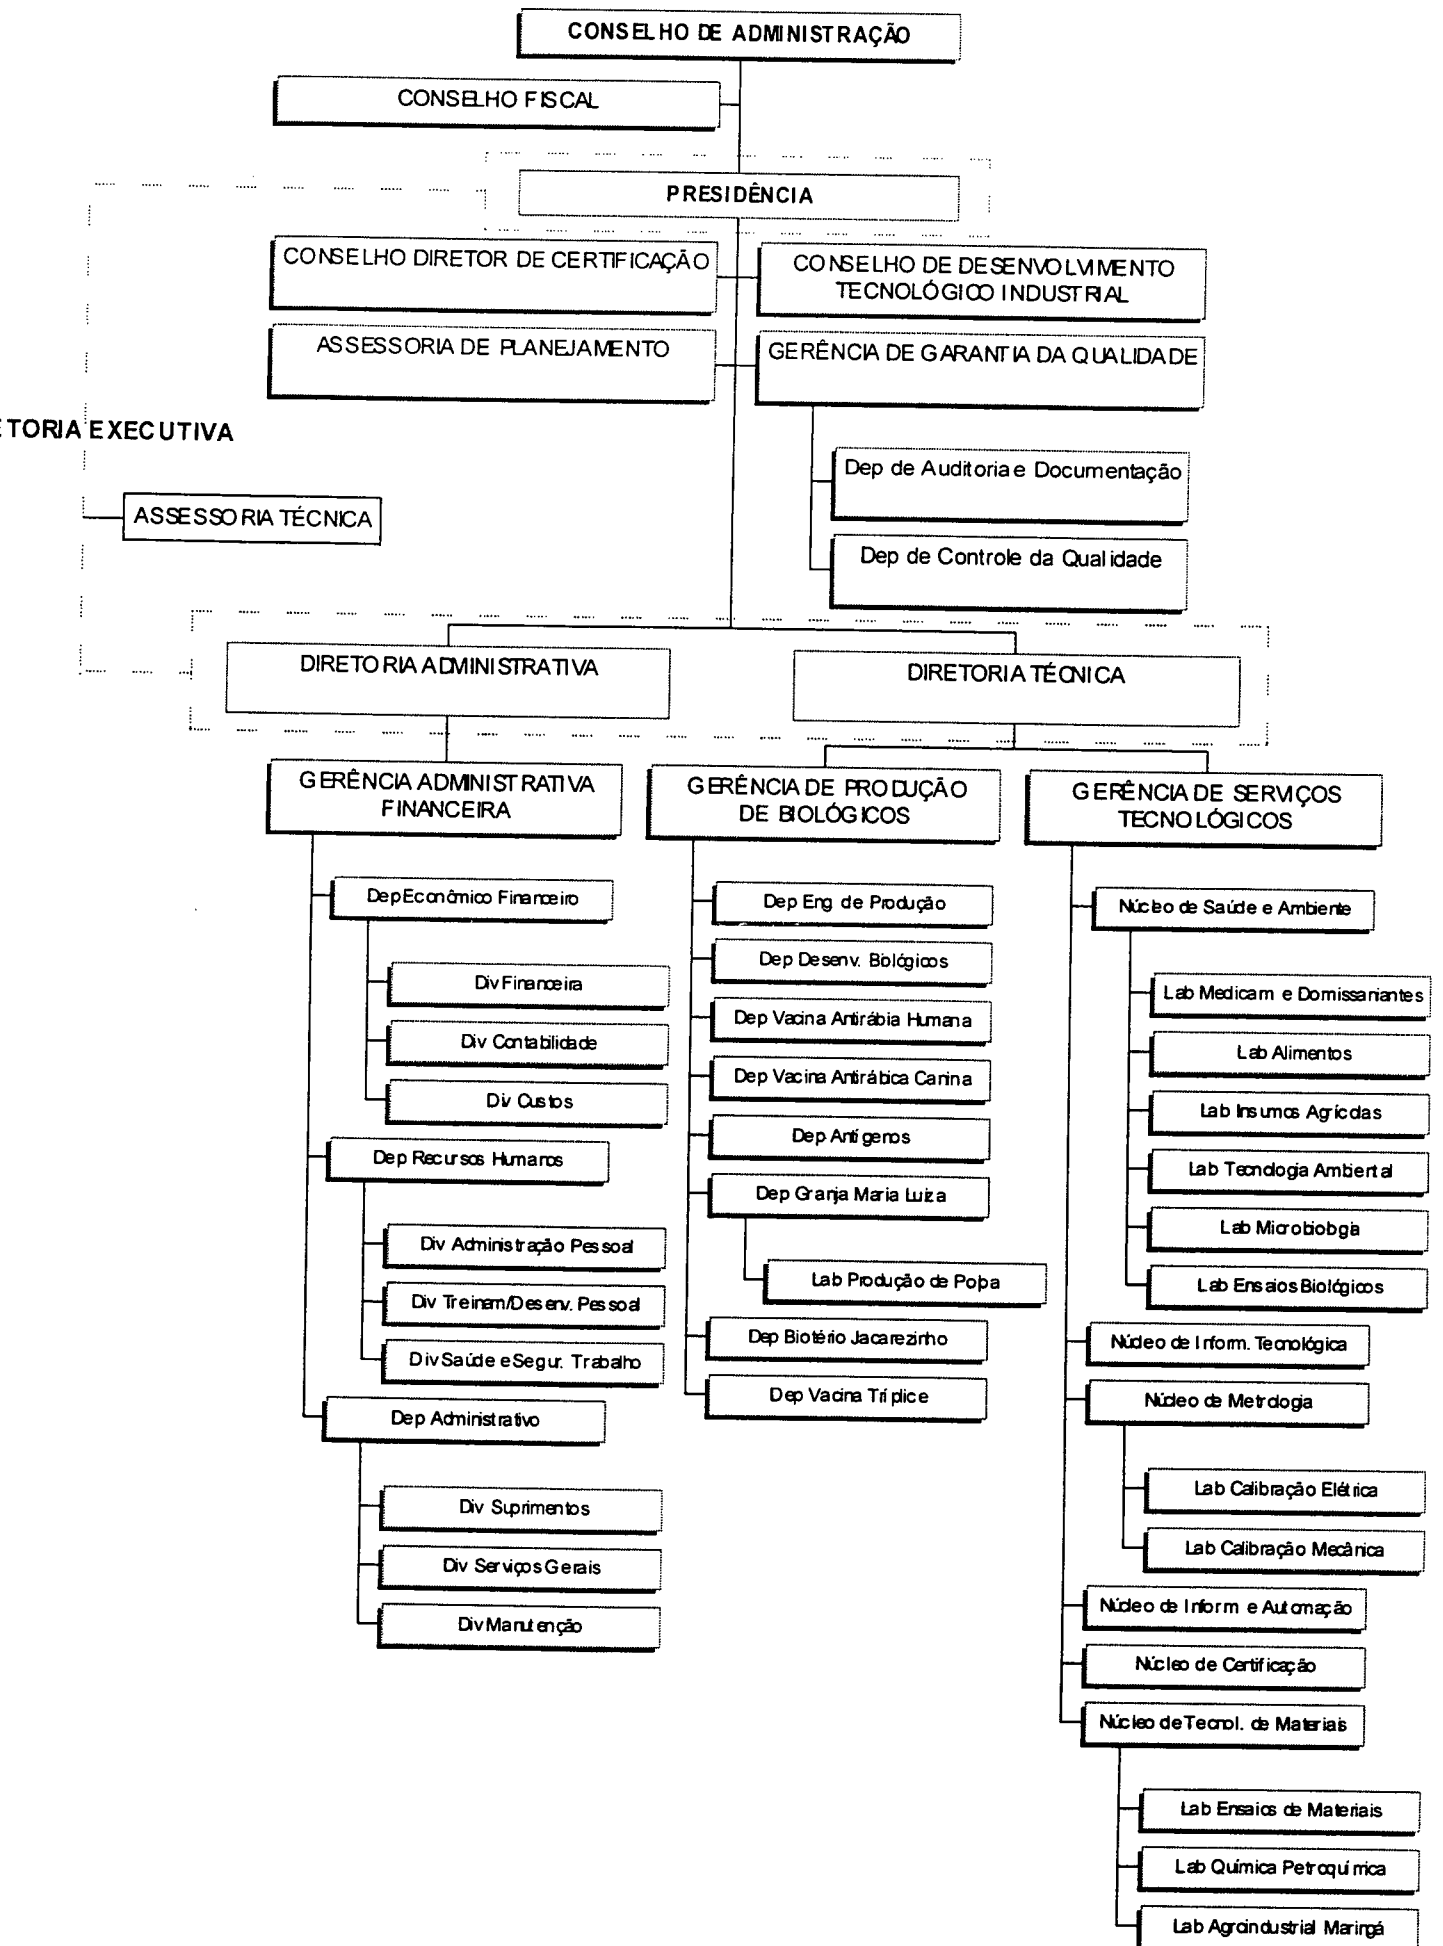 CONSELHO DE ADMINISTRAÇÃO
CONSELHO FISCAL
PRESIDÊNCIA
CONSELHO DIRETOR DE CERTIFICAÇÃO
CONSELHO DE DESENVOLVIMENTO
TECNOLÓGICO INDUSTRIAL
ASSESSORIA DE PLANEJAMENTO
GERÊNCIA DE GARANTIA DA QUALIDADE
ETORIA EXECUTIVA
Dep de Auditoria e Documentação
ASSESSORIA TÉCNICA
Dep de Controle da Qualidade
DIRETORIA ADMINISTRATIVA
DIRETORIA TÉCNICA
GERÊNCIA ADMINISTRATIVA
FINANCEIRA
Dep Econômico Financeiro
Div Financeira
Div Contabilidade
Div Custos
Dep Recursos Humanos
Div Administração Pessoal
Div Treinam/Desenv. Pessoal
Div Saúde e Segur. Trabalho
Dep Administrativo
Div Suprimentos
Div Serviços Gerais
Div Manutenção
GERÊNCIA DE PRODUÇÃO
DE BIOLÓGICOS
Dep Eng de Produção
Dep Desenv. Biológicos
Dep Vacina Antirábia Humana
Dep Vacina Antirábica Canina
Dep Antígenos
Dep Granja Maria Luiza
Lab Produção de Polpa
Dep Biotério Jacarezinho
Dep Vacina Tríplice
GERÊNCIA DE SERVIÇOS
TECNOLÓGICOS
Núcleo de Saúde e Ambiente
Lab Medicam e Domissariantes
Lab Alimentos
Lab Insumos Agrícolas
Lab Tecnologia Ambiental
Lab Microbiologia
Lab Ensaios Biológicos
Núcleo de Inform. Tecnológica
Núcleo de Metrologia
Lab Calibração Elétrica
Lab Calibração Mecânica
Núcleo de Inform e Automação
Núcleo de Certificação
Núcleo de Tecnol. de Materiais
Lab Ensaios de Materiais
Lab Química Petroquímica
Lab Agroindustrial Maringá